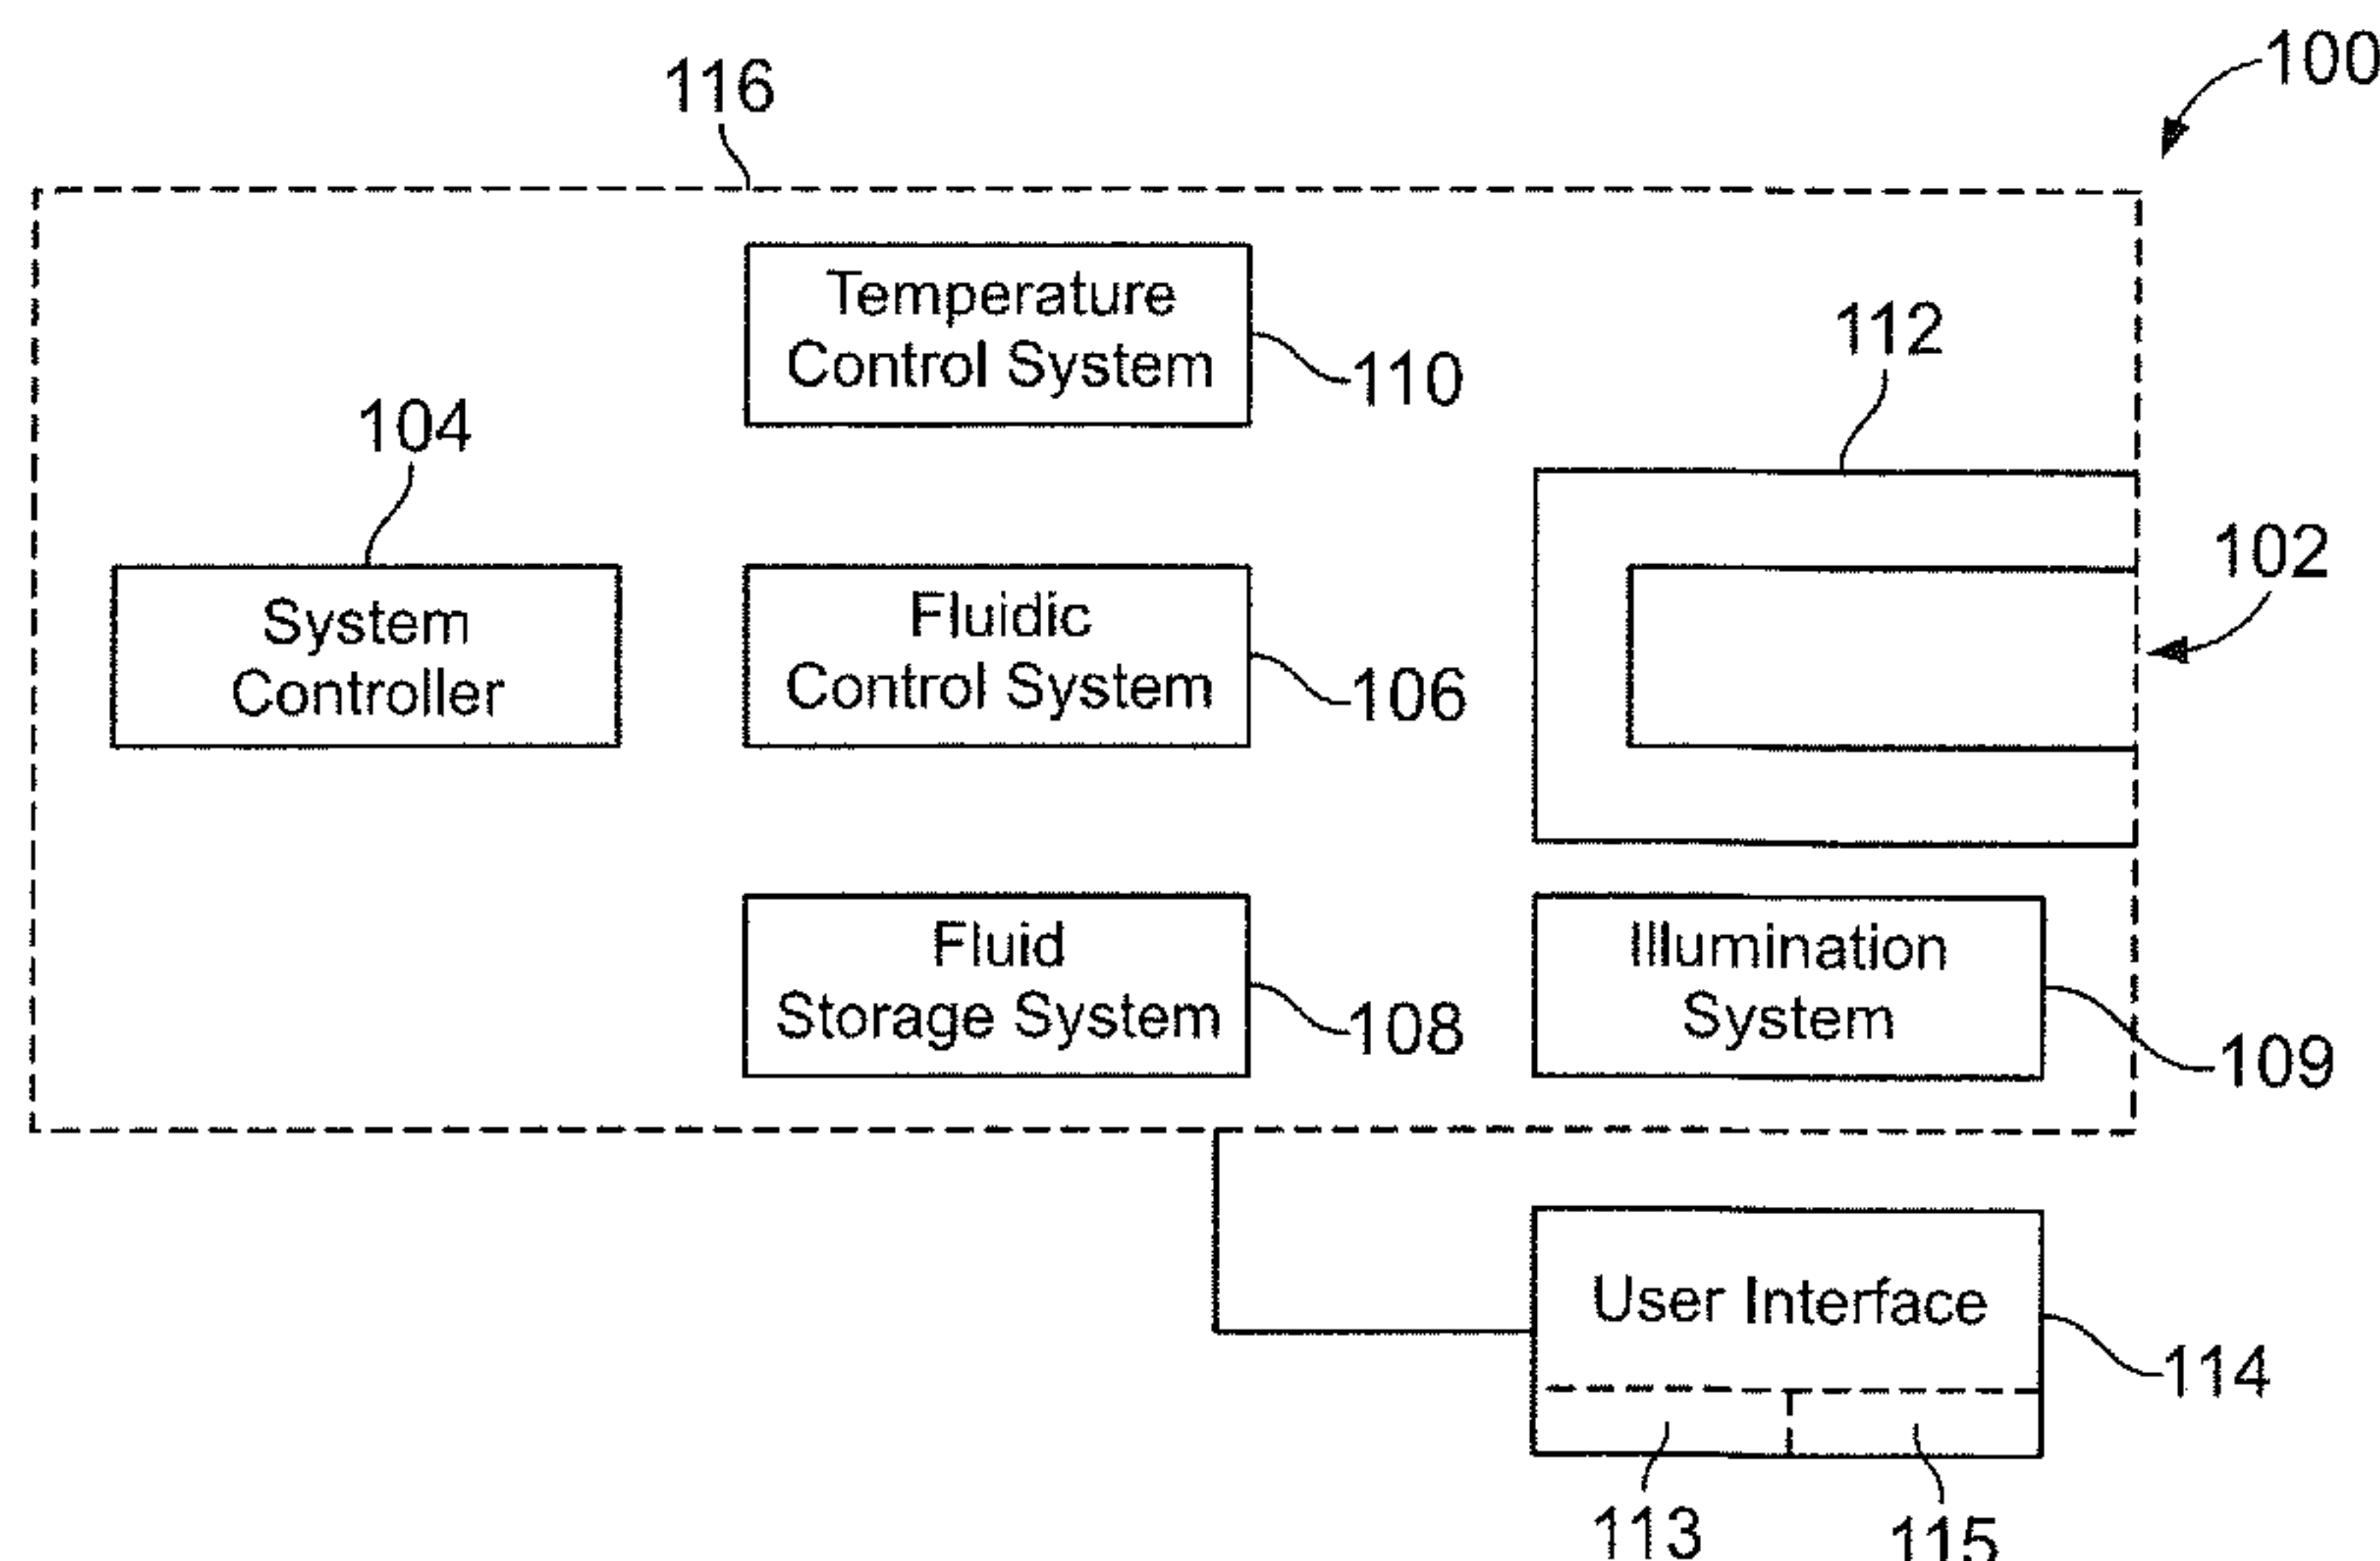 100
116
Temperature
Control System
110
112
104
102
System
Controller
Fluidic
Control System
106
Fluid
Storage System
108
Illumination
System
109
User Interface
114
113
115